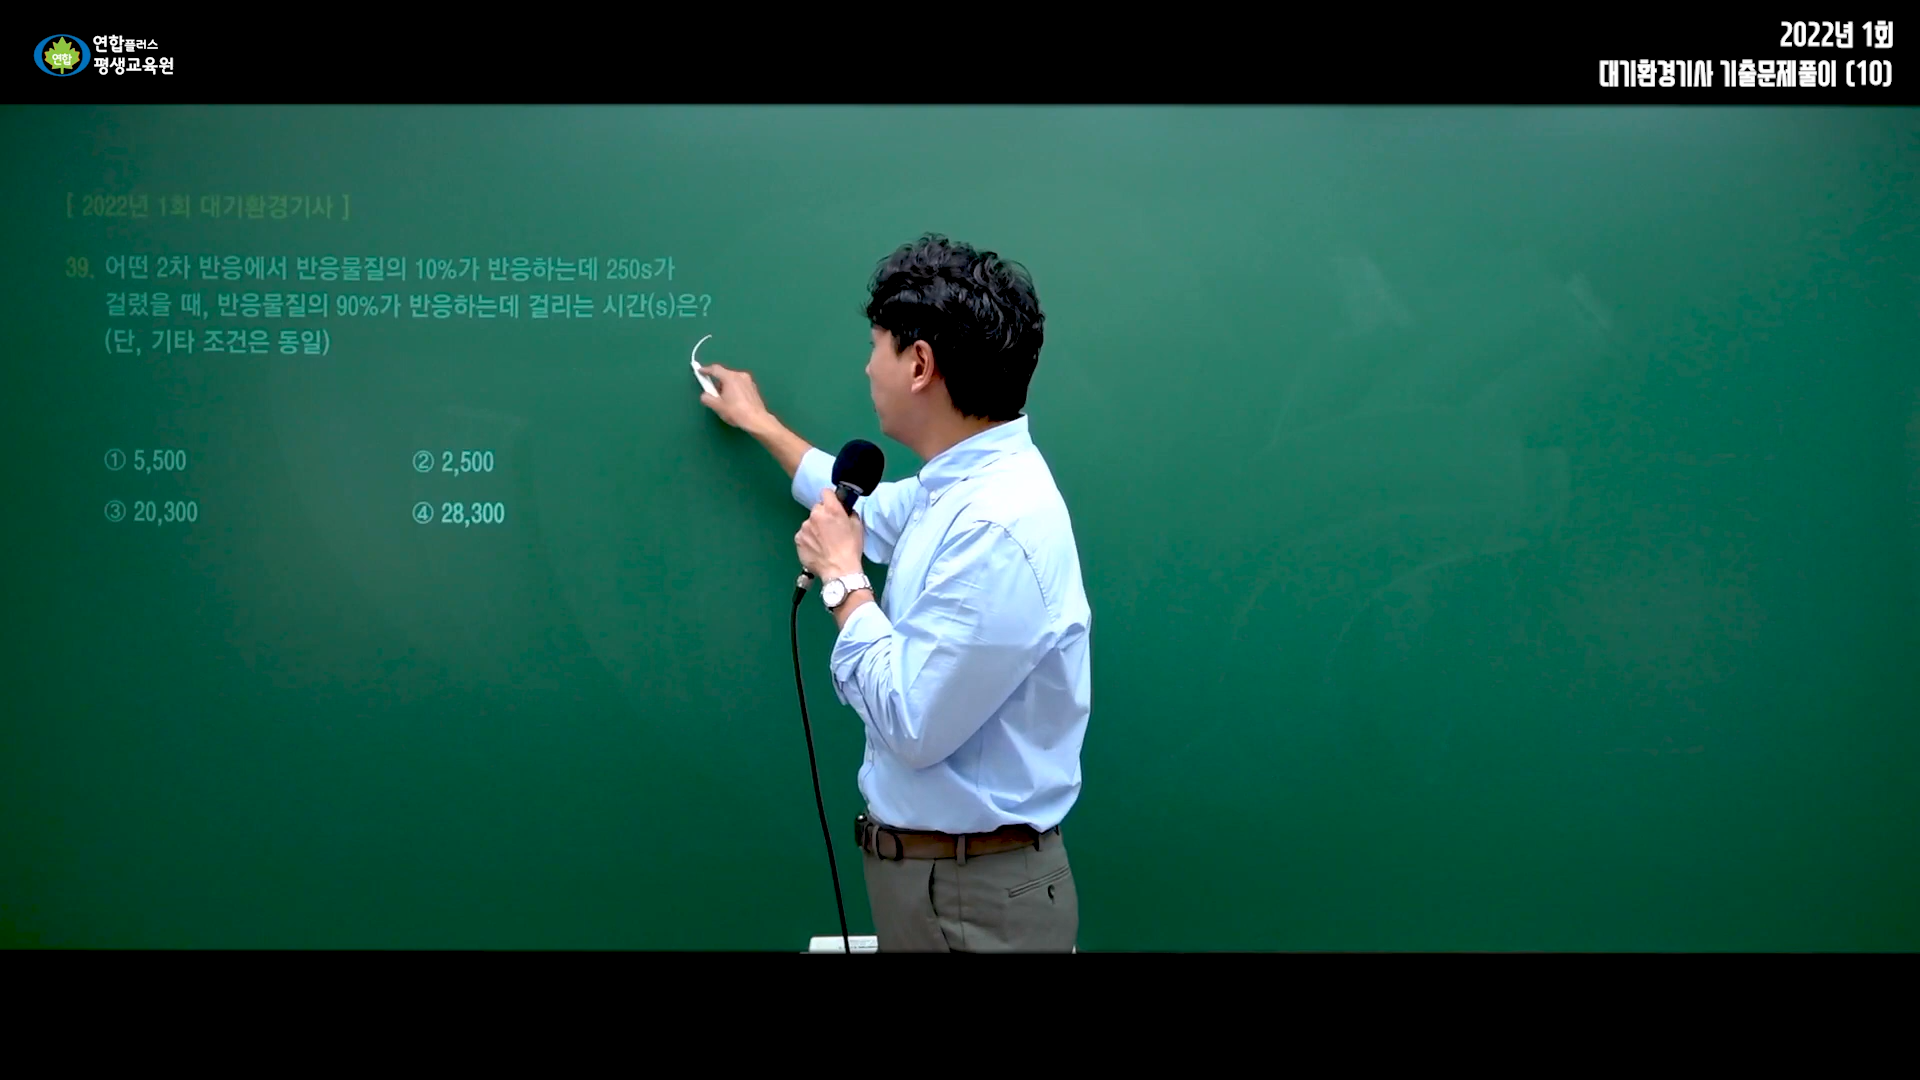 연합플러스
연합
평생교육원
2022년 1회
대기환경기사 기출문제풀이 (10)
[ 2022년 1회 대기환경기사 ]
39. 어떤 2차 반응에서 반응물질의 10%가 반응하는데 250s가
걸렸을 때, 반응물질의 90%가 반응하는데 걸리는 시간(s)은?
(단, 기타 조건은 동일)
① 5,500
② 2,500
③ 20,300
④ 28,300